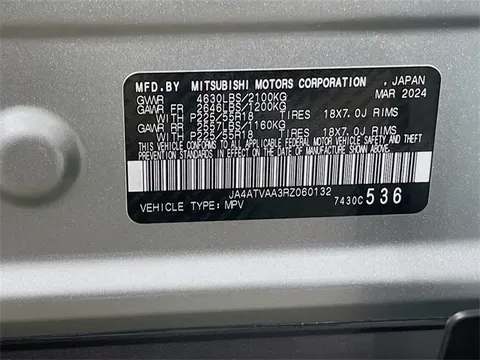 MFD.BY MITSUBISHI MOTORS CORPORATION , JAPAN
MAR 2024
GVWR 4630LBS/2100KG
GAWR FR 2646LBS/1200KG
P225/55R18 TIRES 18X7.0J RIMS
GAWR RR /1160KG
P225/55R18 TIRES 18X7.0J RIMS
THIS VEHICLE CONFORMS TO ALL APPLICABLE FEDERAL MOTOR VEHICLE SAFETY AND THEFT
PREVENTION STANDARDS IN EFFECT ON THE DATE OF MANUFACTURE SHOWN ABOVE.
JA4ATVAA3RZ060132
VEHICLE TYPE: MPV
7430C 536